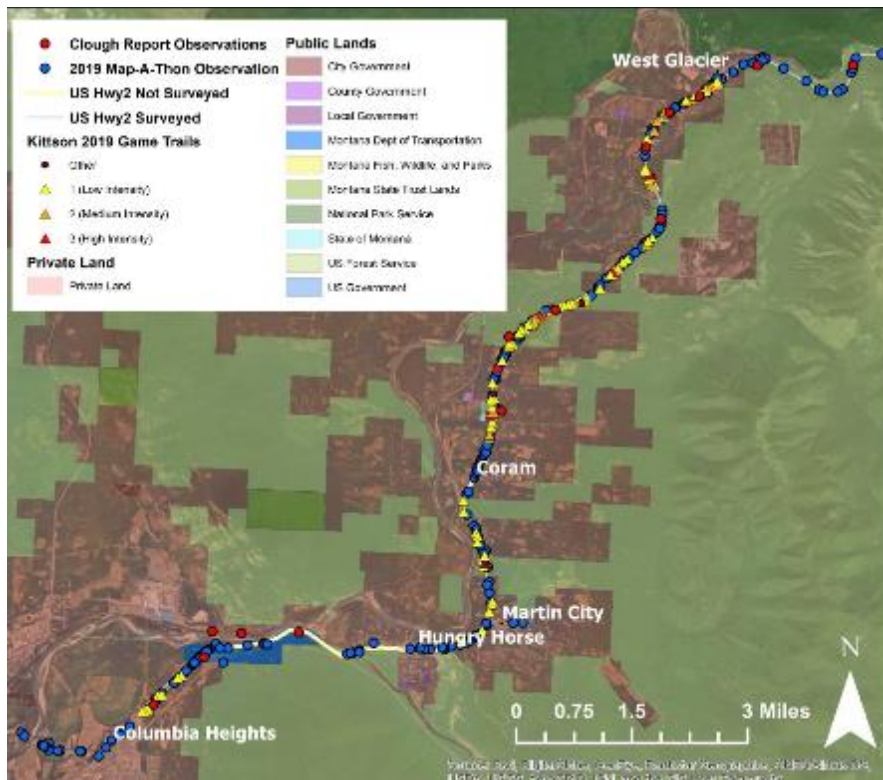 Clough Report Observations
2019 Map-A-Thon Observation
US Hwy2 Not Surveyed
US Hwy2 Surveyed
Kittson 2019 Game Trails
Other
1 (Low Intensity)
2 (Medium Intensity)
3 (High Intensity)
Private Land
Private Land
Public Lands
City Government
County Government
Local Government
Montana Dept of Transportation
Montana Fish, Wildlife, and Parks
Montana State Trust Lands
National Park Service
State of Montana
US Forest Service
US Government
West Glacier
Coram
Martin City
Hungry Horse
Columbia Heights
N
0 0.75 1.5 3 Miles